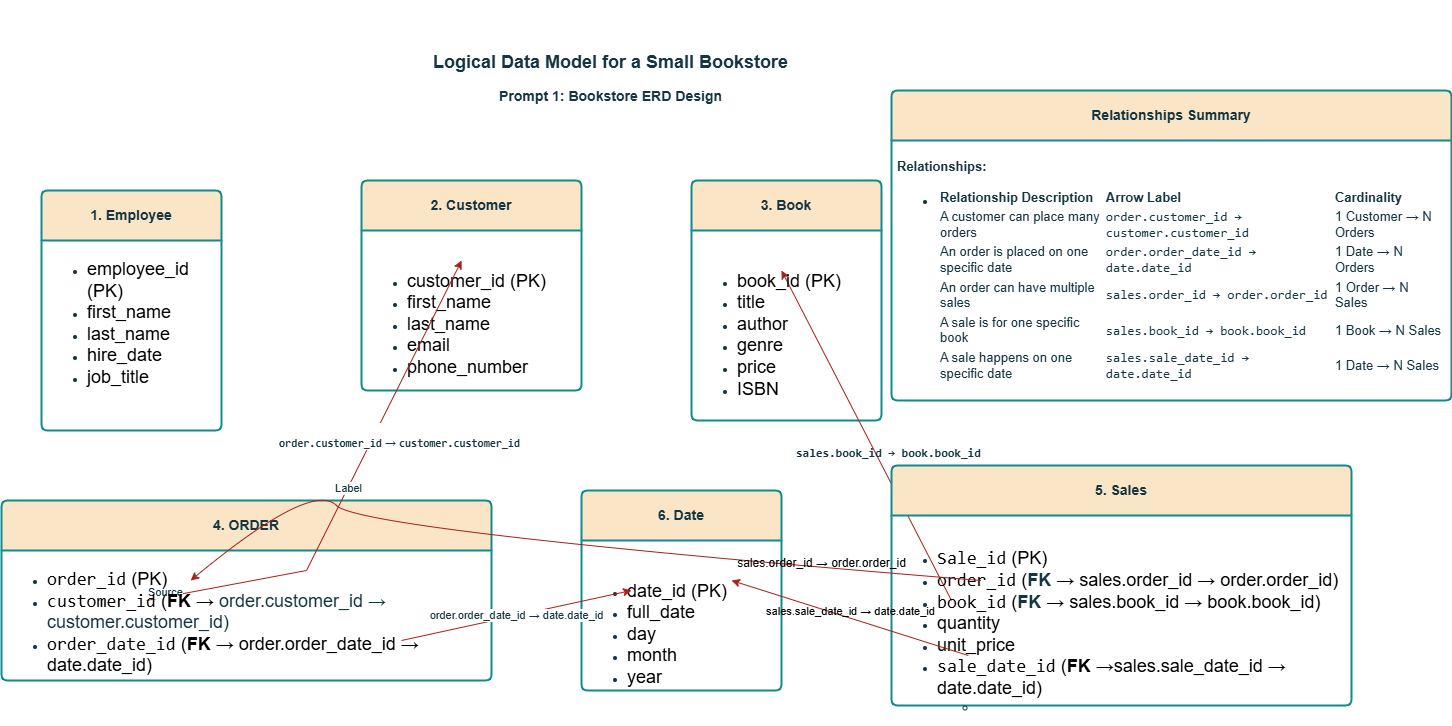 Logical Data Model for a Small Bookstore
Prompt 1: Bookstore ERD Design
Relationships Summary
Relationships:
Relationship Description Arrow Label Cardinality
A customer can place many orders order.customer_id → customer.customer_id 1 Customer → N Orders
An order is placed on one specific date order.order_date_id → date.date_id 1 Date → N Orders
An order can have multiple sales sales.order_id → order.order_id 1 Order → N Sales
A sale is for one specific book sales.book_id → book.book_id 1 Book → N Sales
A sale happens on one specific date sales.sale_date_id → date.date_id 1 Date → N Sales
1. Employee
employee_id
(PK)
first_name
last_name
hire_date
job_title
2. Customer
customer_id (PK)
first_name
last_name
email
phone_number
3. Book
book_id (PK)
title
author
genre
price
ISBN
order.customer_id → customer.customer_id
sales.book_id → book.book_id
Label
4. ORDER
order_id (PK)
Source
customer_id (FK → order.customer_id →
customer.customer_id)
order_date_id (FK → order.order_date_id →
date.date_id)
order.order_date_id → date.date_id
6. Date
date_id (PK)
full_date
day
month
year
sales.order_id → order.order_id
sales.sale_date_id → date.date_id
5. Sales
Sale_id (PK)
order_id (FK → sales.order_id → order.order_id)
book_id (FK → sales.book_id → book.book_id)
quantity
unit_price
sale_date_id (FK →sales.sale_date_id →
date.date_id)